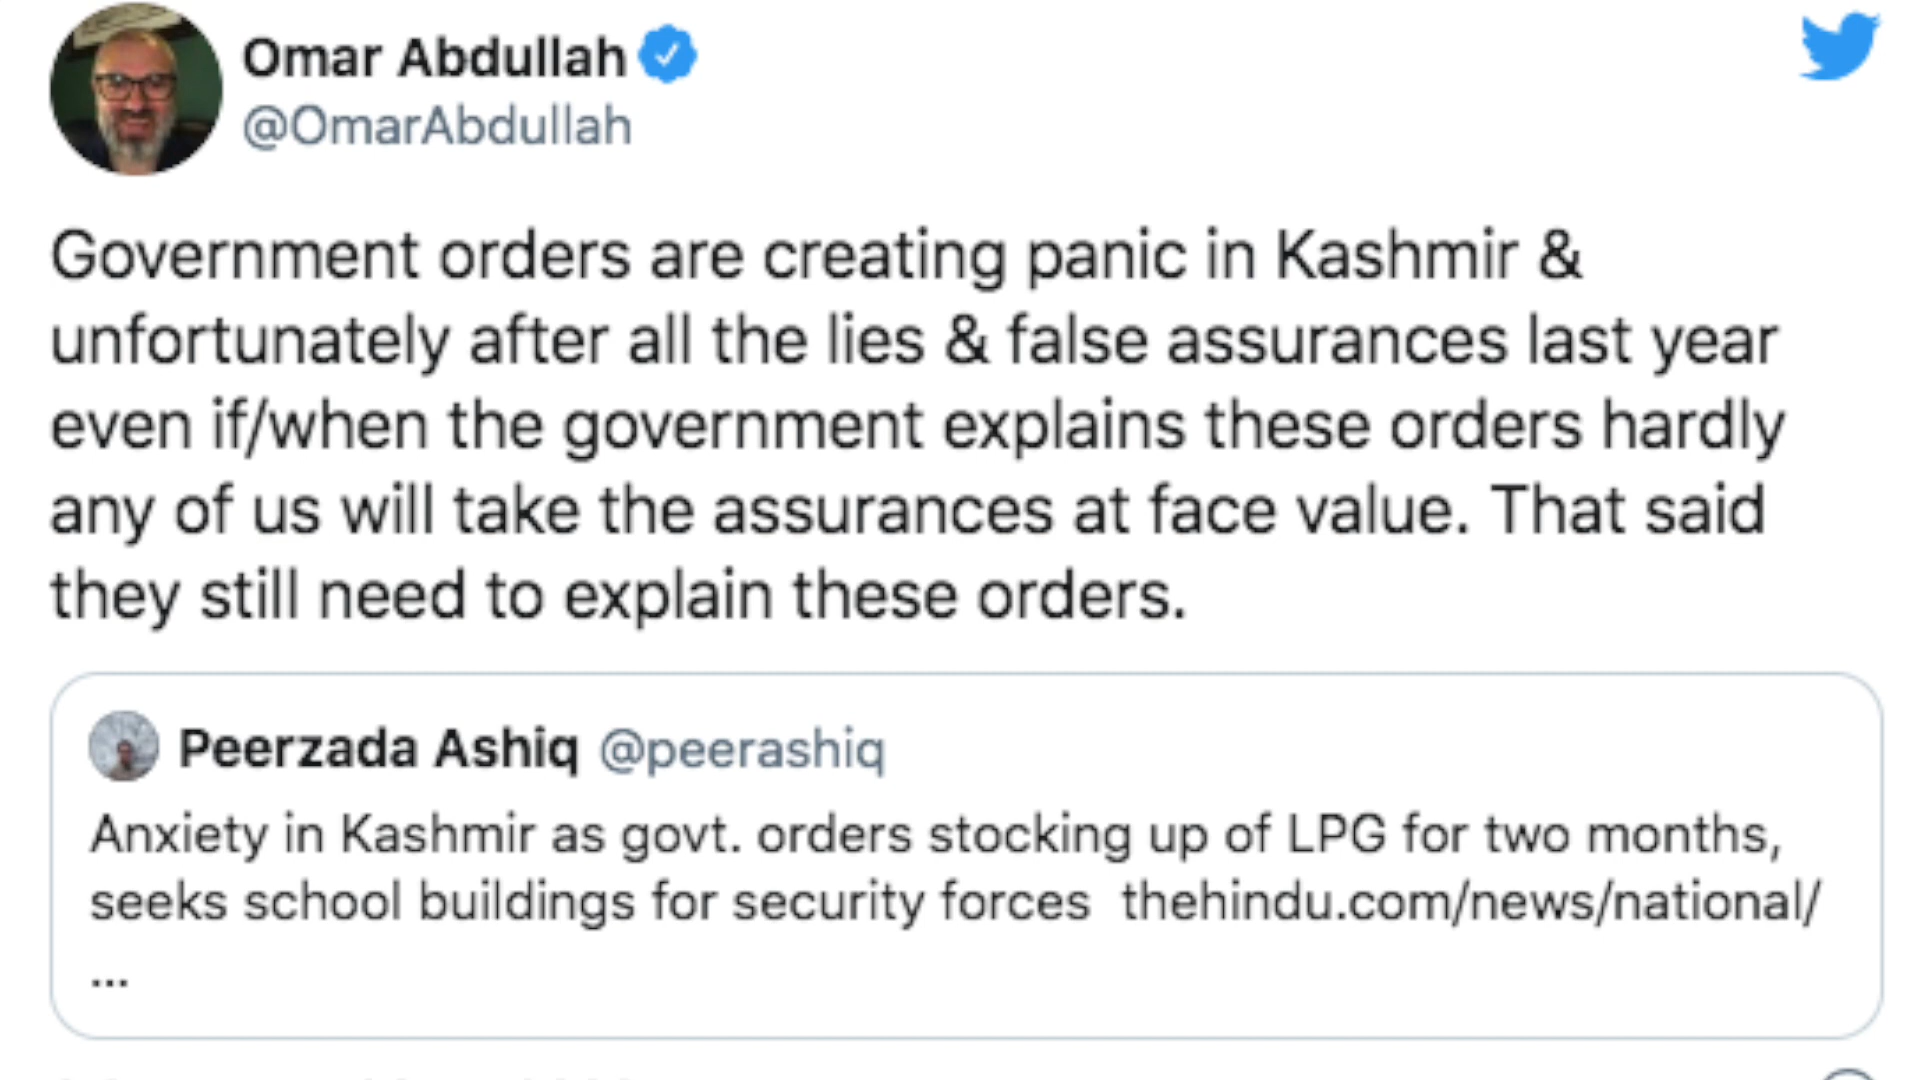 Omar Abdullah
@OmarAbdullah
Government orders are creating panic in Kashmir &
unfortunately after all the lies & false assurances last year
even if/when the government explains these orders hardly
any of us will take the assurances at face value. That said
they still need to explain these orders.
Peerzada Ashiq @peerashiq
Anxiety in Kashmir as govt. orders stocking up of LPG for two months,
seeks school buildings for security forces thehindu.com/news/national/
...